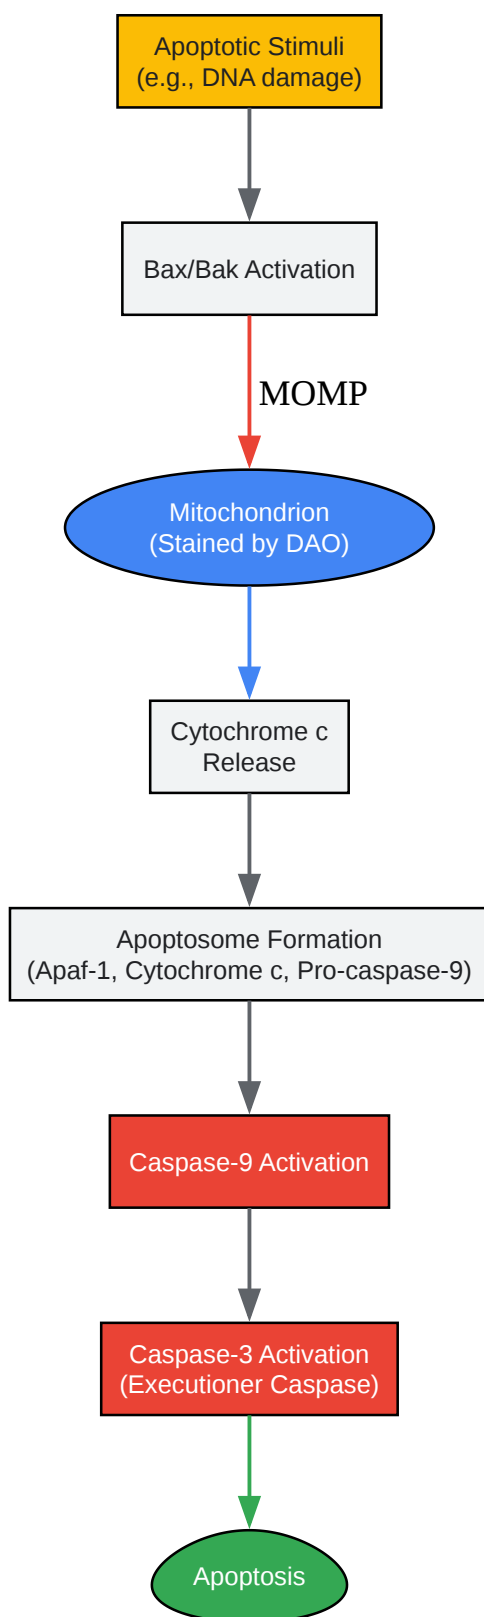 Apoptotic Stimuli
(e.g., DNA damage)
Bax/Bak Activation
MOMP
Mitochondrion
(Stained by DAO)
Cytochrome c
Release
Apoptosome Formation
(Apaf-1, Cytochrome c, Pro-caspase-9)
Caspase-9 Activation
Caspase-3 Activation
(Executioner Caspase)
Apoptosis